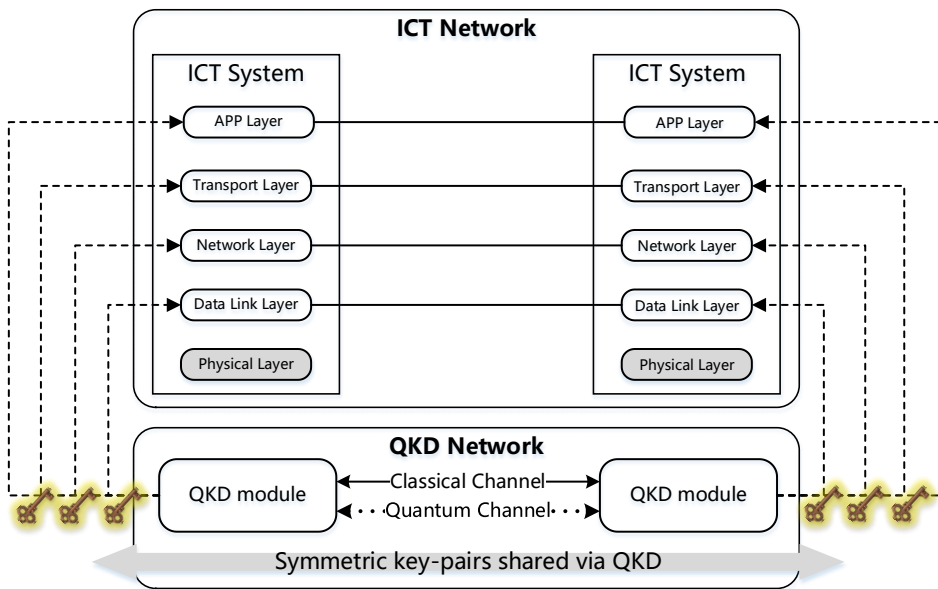 ICT Network
ICT System ICT System
APP Layer APP Layer
Transport Layer Transport Layer
Network Layer Network Layer
Data Link Layer Data Link Layer
Physical Layer Physical Layer
QKD Network
QKD module Classical Channel QKD module
Quantum Channel
Symmetric key-pairs shared via QKD